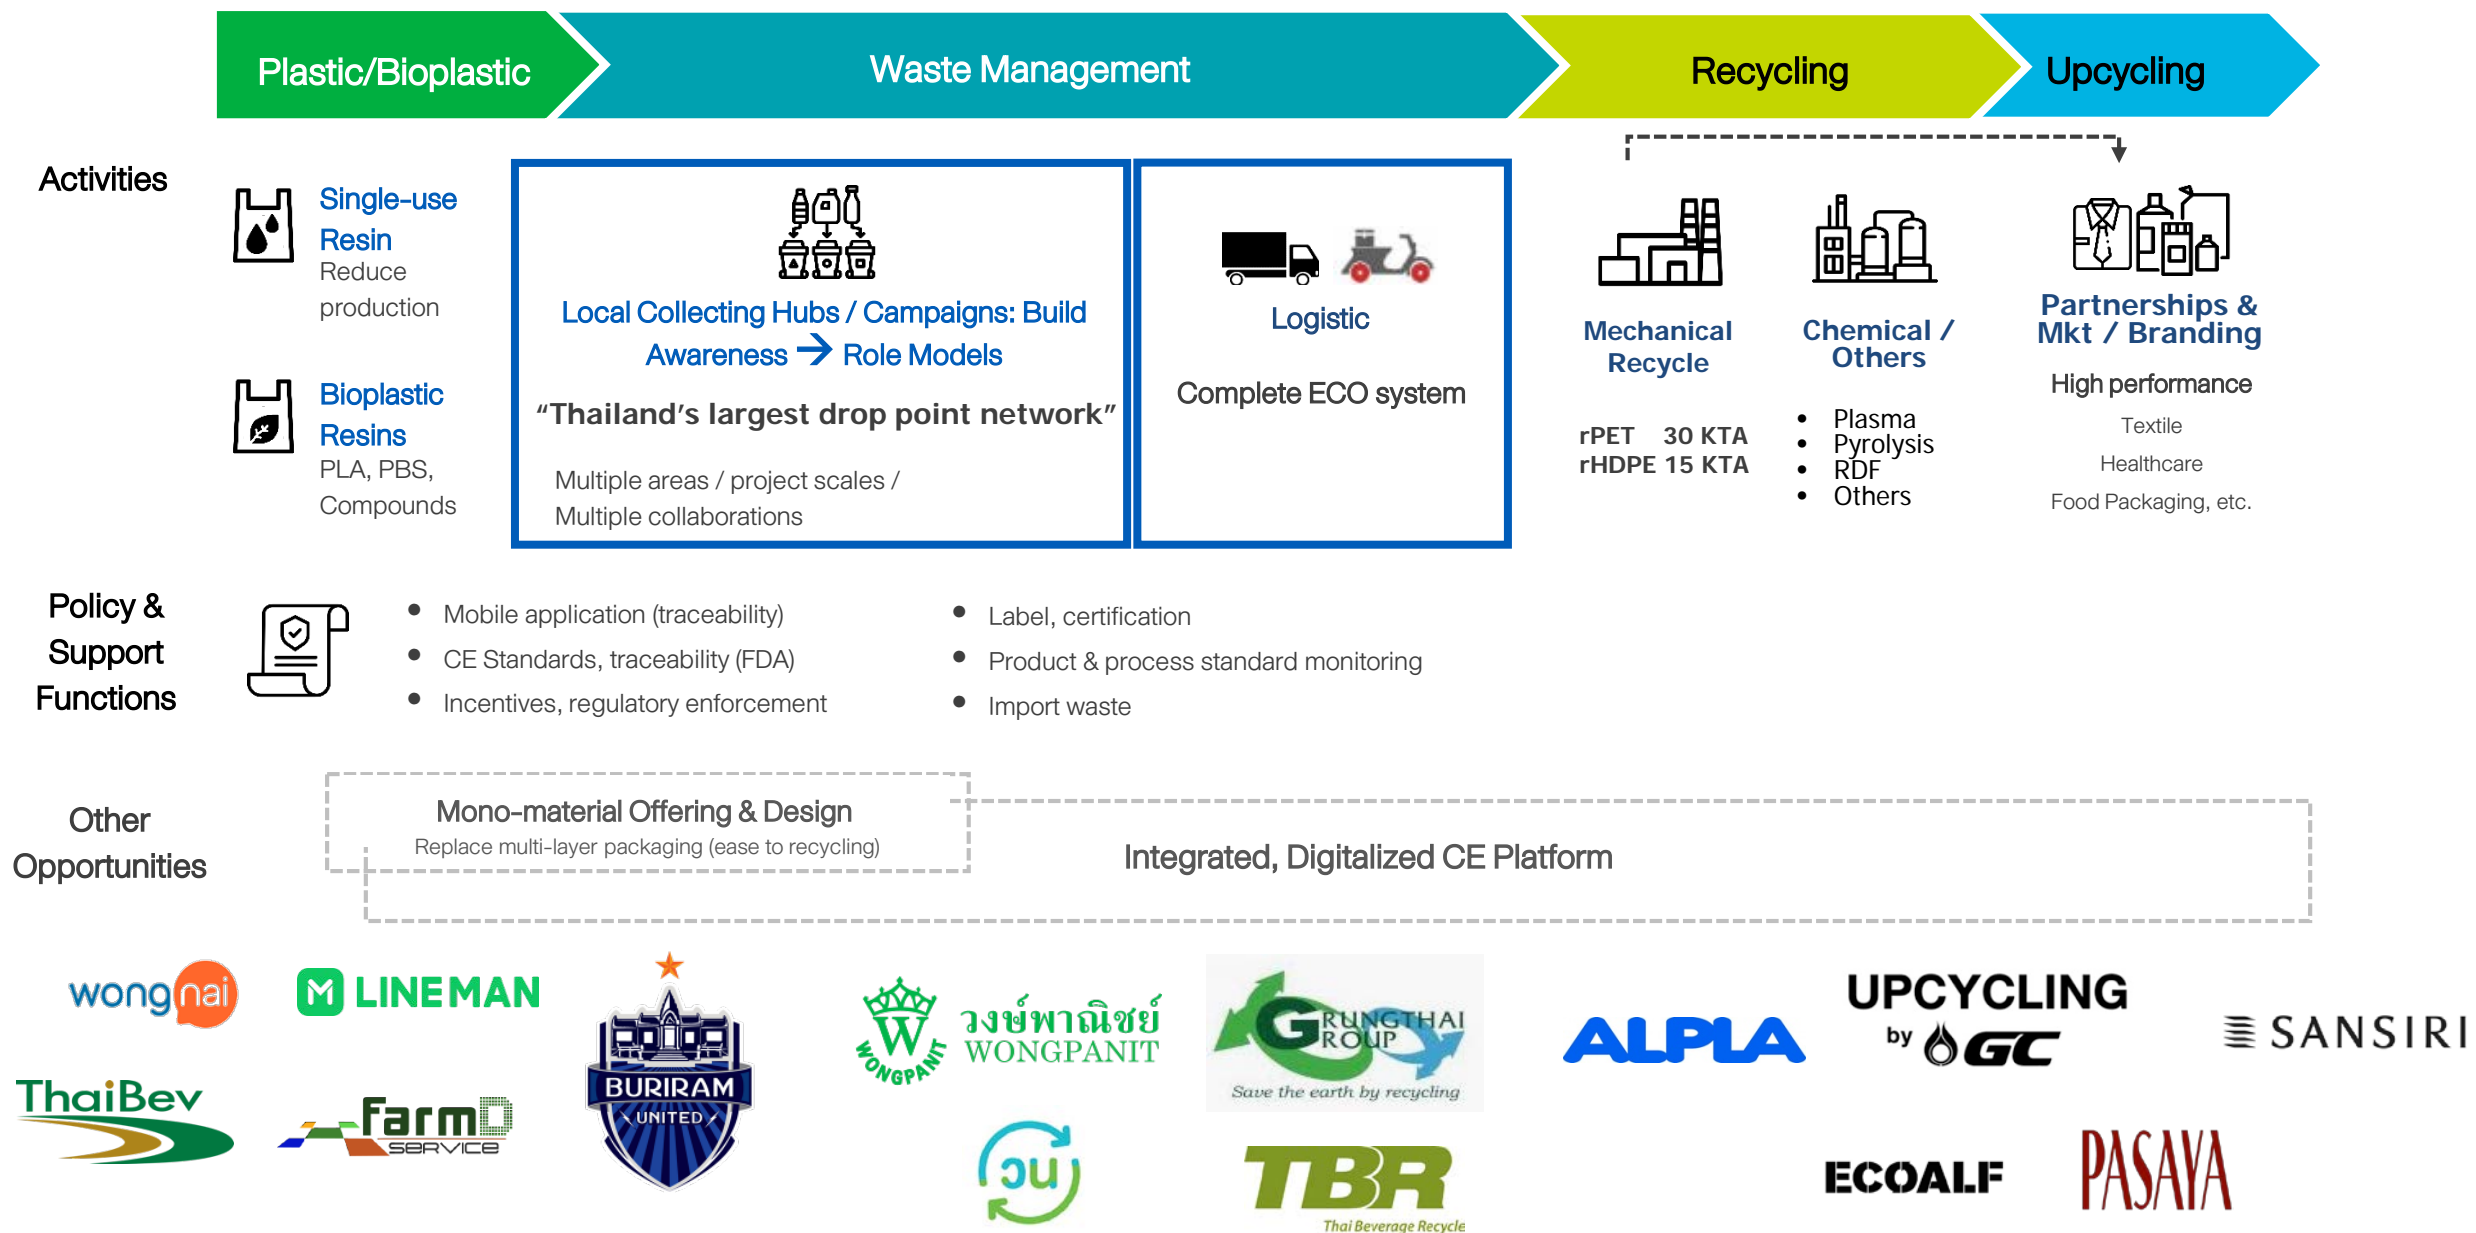 Plastic/Bioplastic
Waste Management
Recycling
Upcycling
Activities
Single-use
Resin
Reduce
production
Bioplastic
Resins
PLA, PBS,
Compounds
Local Collecting Hubs / Campaigns: Build
Awareness → Role Models
“Thailand’s largest drop point network”
Multiple areas / project scales /
Multiple collaborations
Logistic
Complete ECO system
Mechanical
Recycle
rPET 30 KTA
rHDPE 15 KTA
Chemical /
Others
• Plasma
• Pyrolysis
• RDF
• Others
Partnerships &
Mkt / Branding
High performance
Textile
Healthcare
Food Packaging, etc.
Policy &
Support
Functions
• Mobile application (traceability)
• CE Standards, traceability (FDA)
• Incentives, regulatory enforcement
• Label, certification
• Product & process standard monitoring
• Import waste
Other
Opportunities
Mono-material Offering & Design
Replace multi-layer packaging (ease to recycling)
Integrated, Digitalized CE Platform
wongnai
LINE MAN
BURIRAM
UNITED
W
WONGPANIT
วงษ์พาณิชย์
WONGPANIT
GRUNGTHAI
GROUP
Save the earth by recycling
ALPLA
UPCYCLING
by GC
SANSIRI
ThaiBev
FarmD
SERVICE
วน
TBR
Thai Beverage Recycle
ECOALF
PASAYA